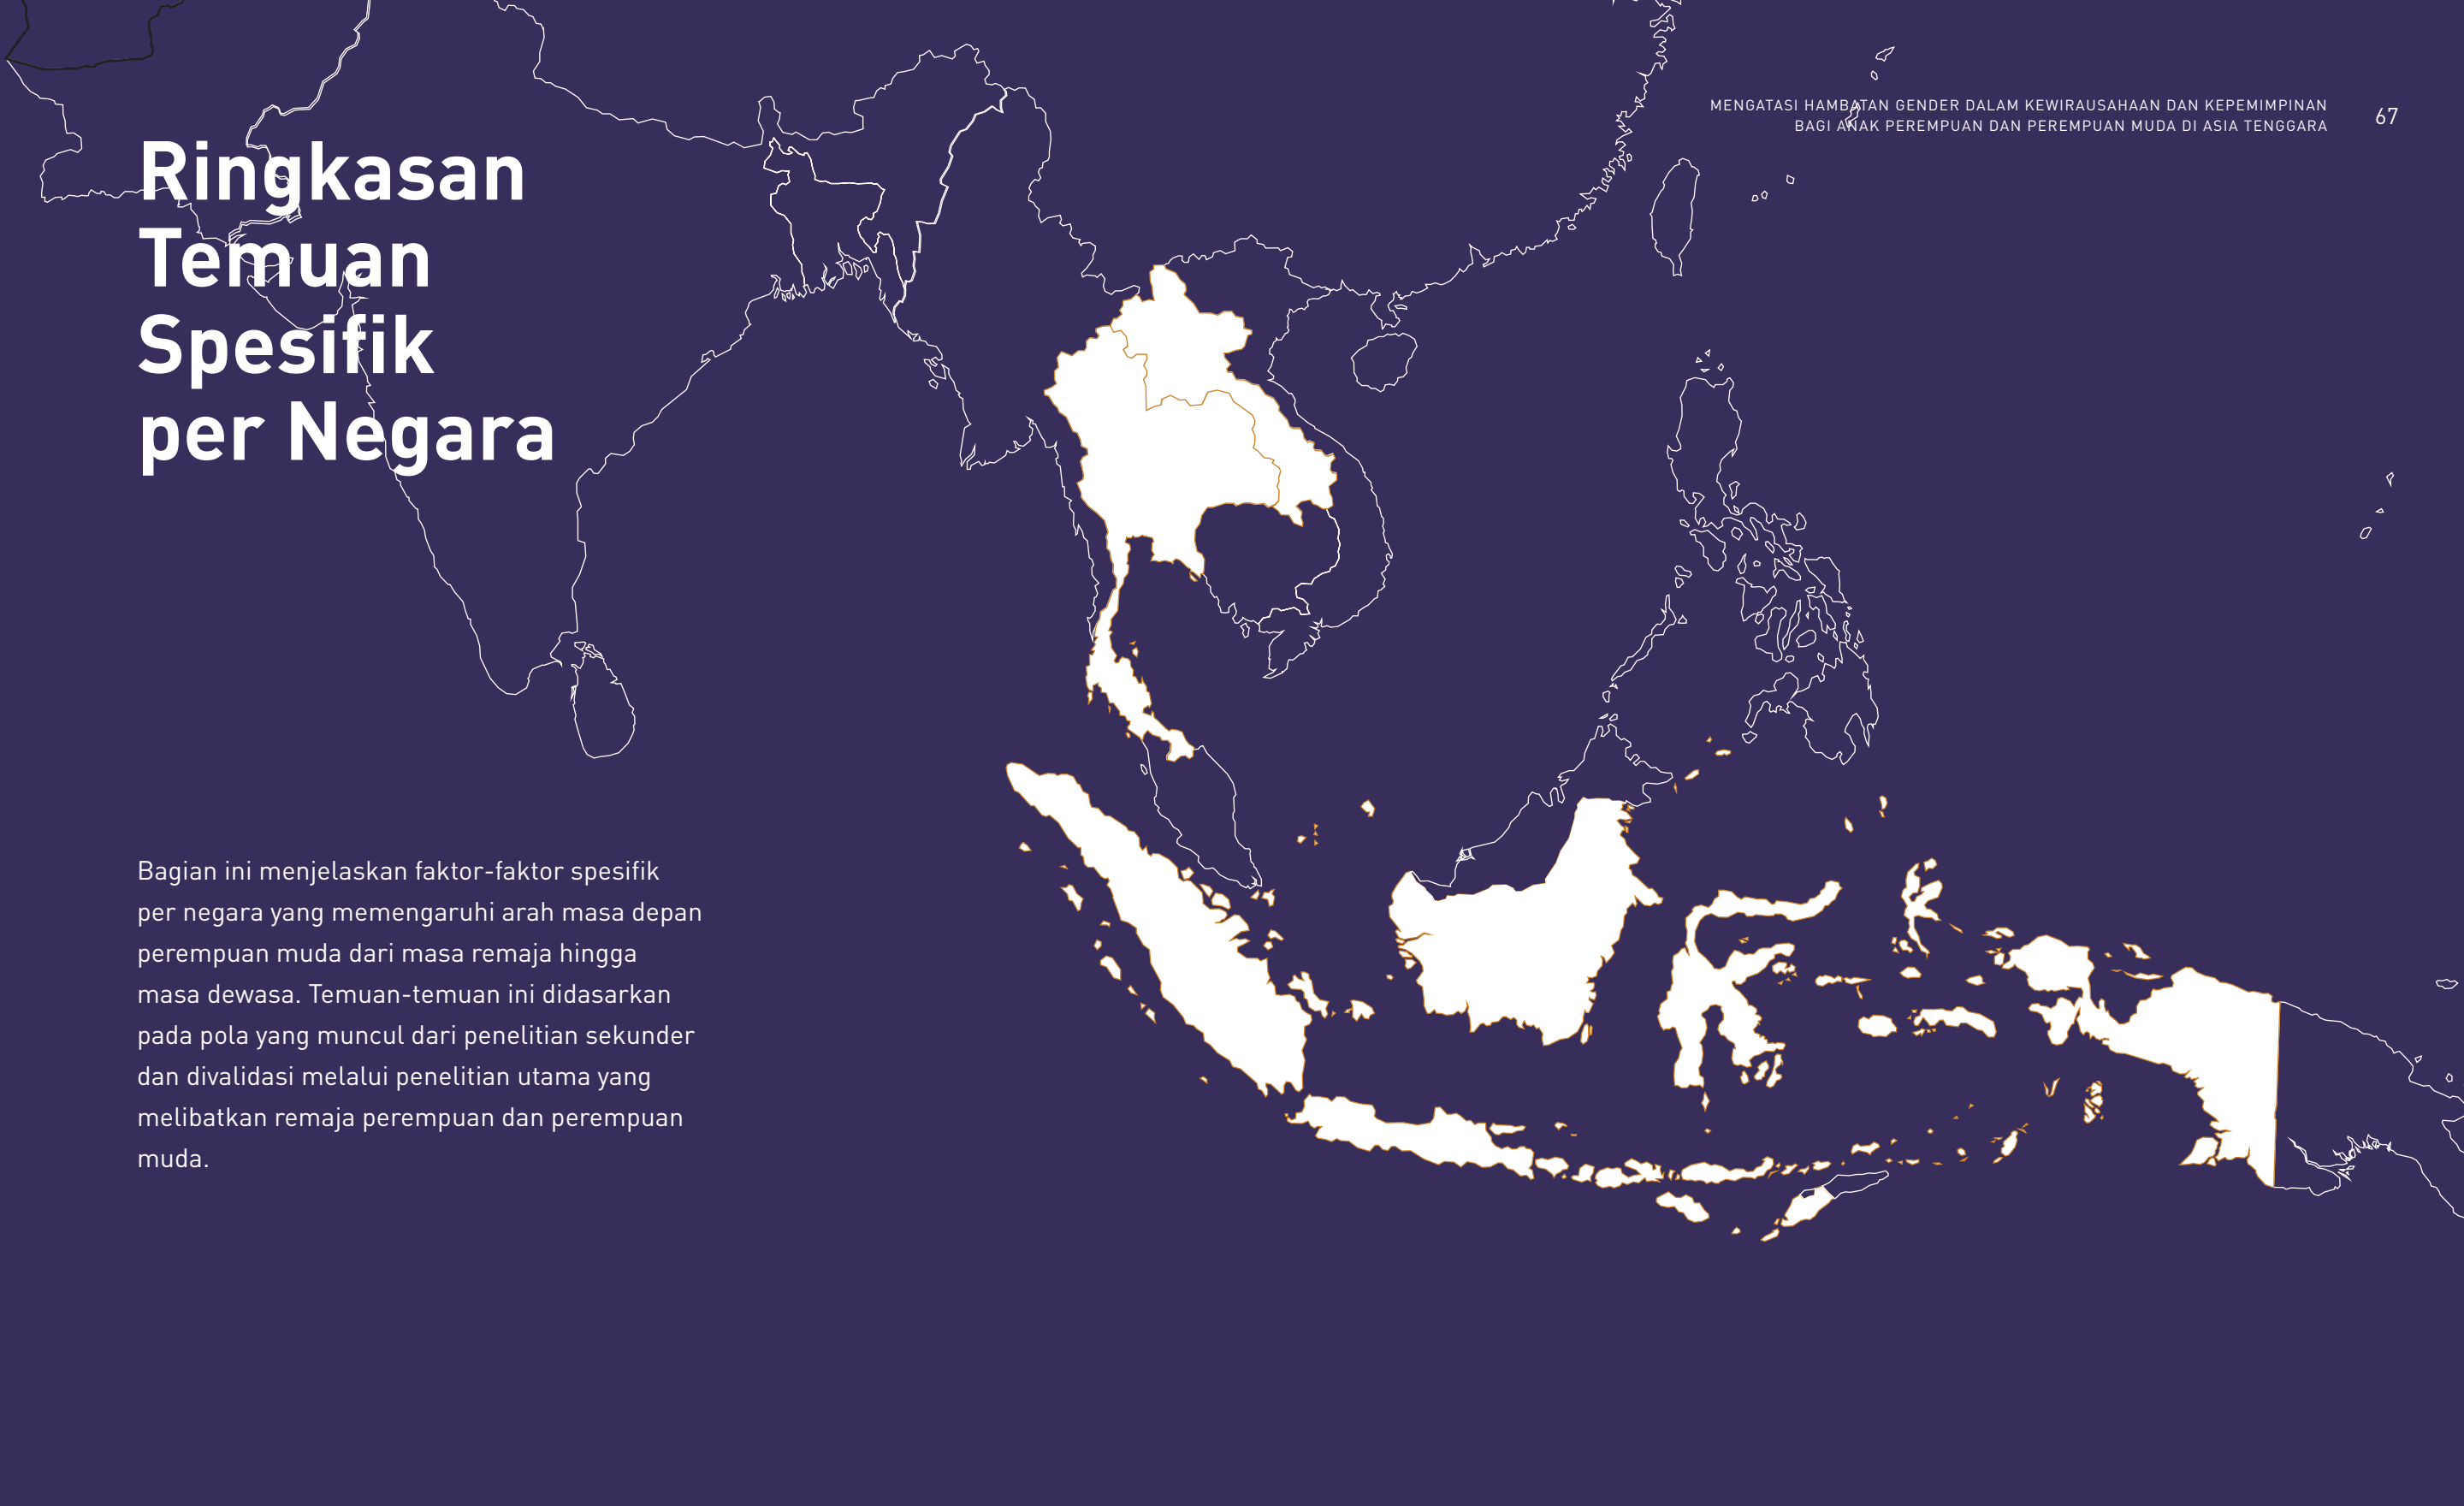 MENGATASI HAMBATAN GENDER DALAM KEWIRAUSAHAAN DAN KEPEMIMPINAN
BAGI ANAK PEREMPUAN DAN PEREMPUAN MUDA DI ASIA TENGGARA
67
Ringkasan
Temuan
Spesifik
per Negara
Bagian ini menjelaskan faktor-faktor spesifik
per negara yang memengaruhi arah masa depan
perempuan muda dari masa remaja hingga
masa dewasa. Temuan-temuan ini didasarkan
pada pola yang muncul dari penelitian sekunder
dan divalidasi melalui penelitian utama yang
melibatkan remaja perempuan dan perempuan
muda.